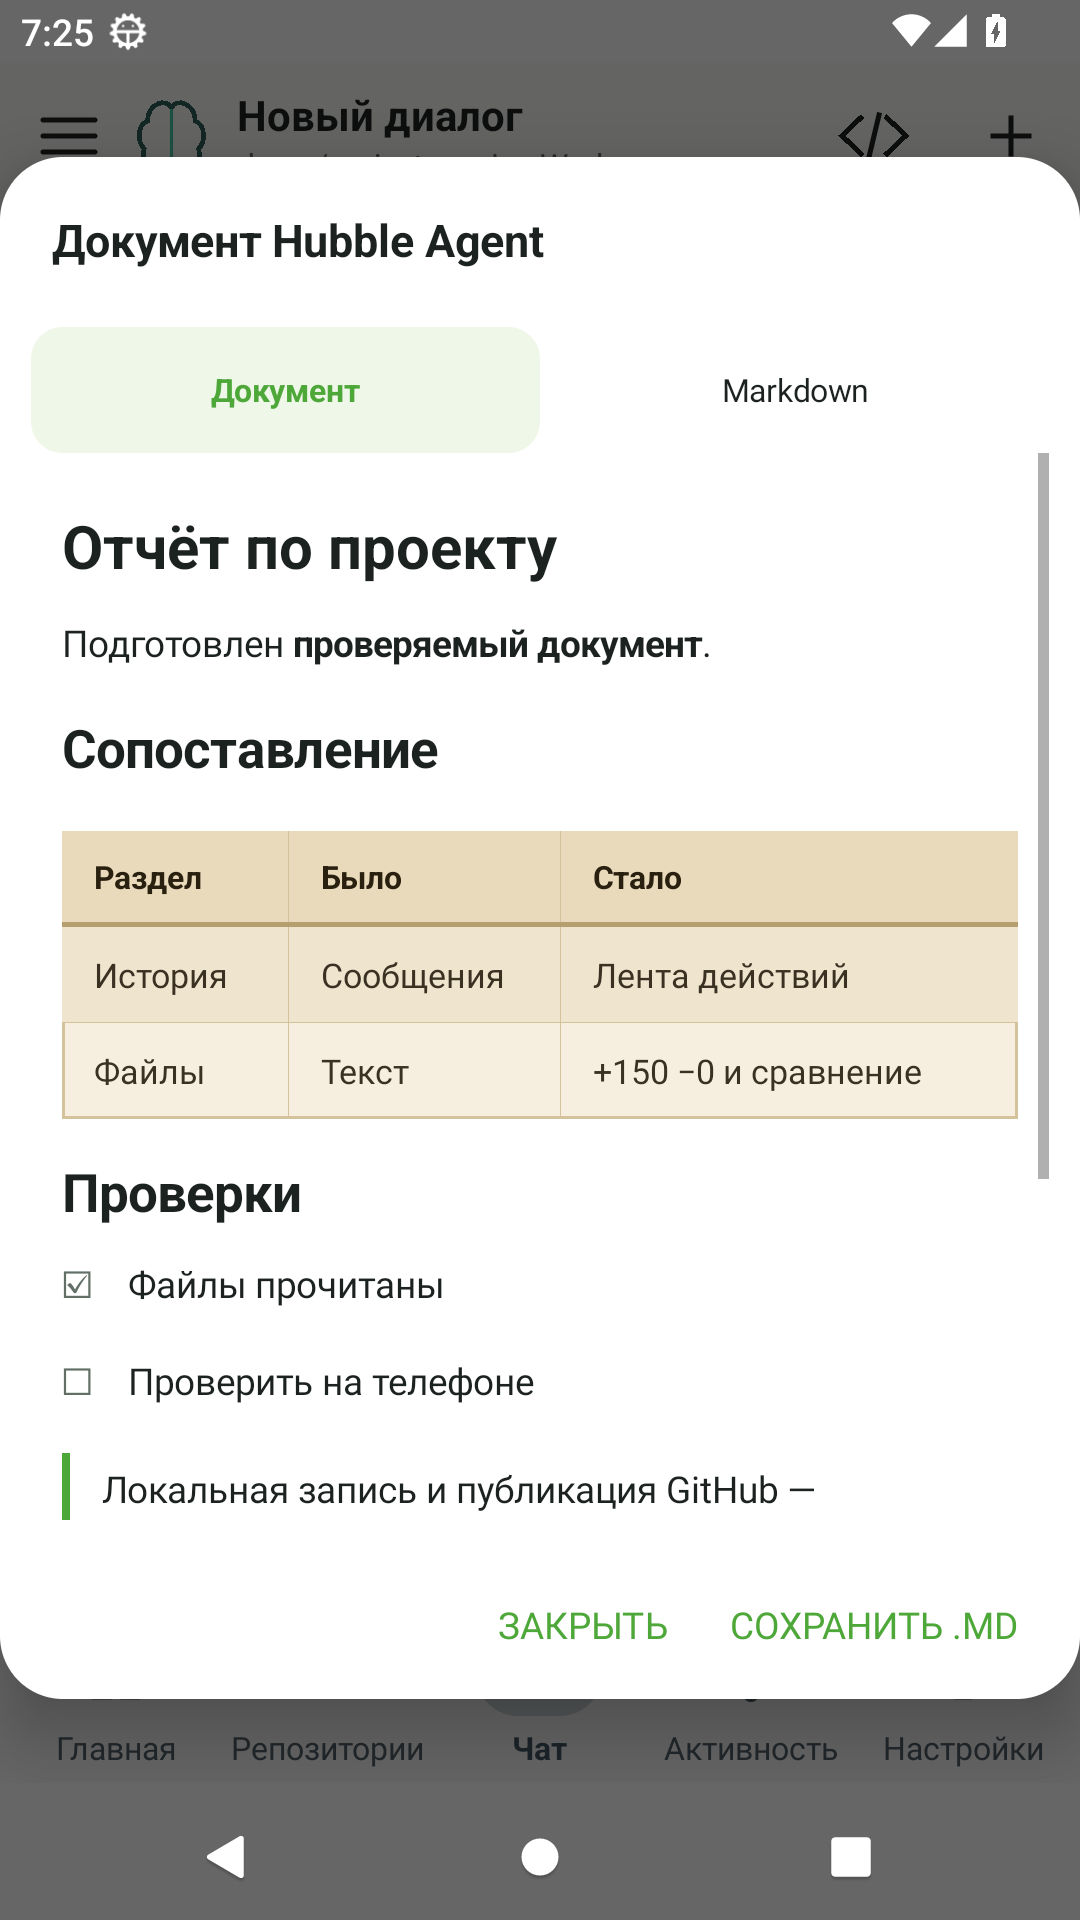 7:25
Новый диалог
Документ Hubble Agent
Документ
Markdown
Отчёт по проекту
Подготовлен проверяемый документ.
Сопоставление
Раздел Было Стало
История Сообщения Лента действий
Файлы Текст +150 −0 и сравнение
Проверки
☑ Файлы прочитаны
☐ Проверить на телефоне
Локальная запись и публикация GitHub —
ЗАКРЫТЬ СОХРАНИТЬ .MD
Главная Репозитории Чат Активность Настройки